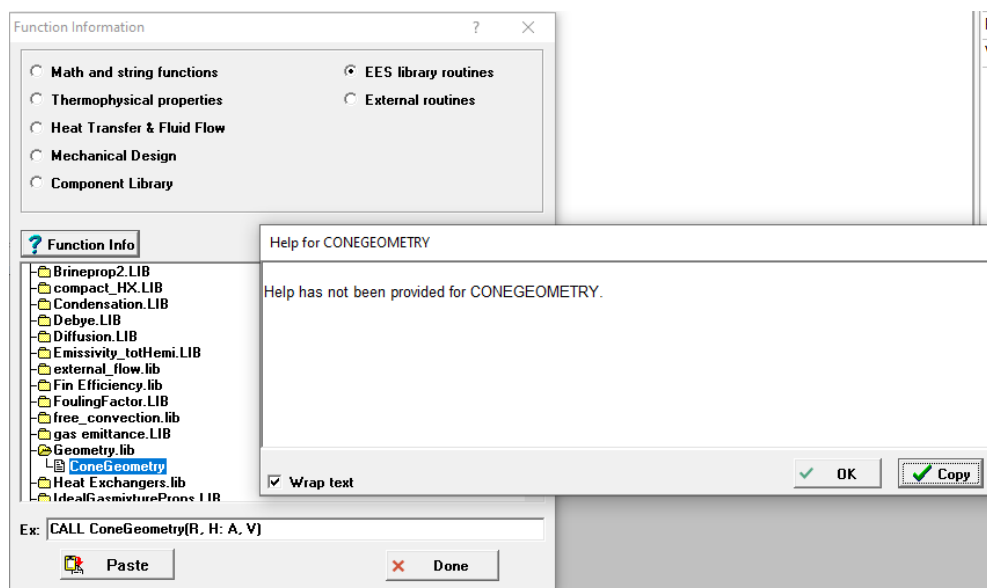 Function Information ?
Math and string functions
EES library routines
Thermophysical properties
External routines
Heat Transfer & Fluid Flow
Mechanical Design
Component Library
? Function Info
Brineprop2.LIB
compact_HX.LIB
Condensation.LIB
Debye.LIB
Diffusion.LIB
Emissivity_totHemi.LIB
external_flow.lib
Fin Efficiency.lib
FoulingFactor.LIB
free_convection.lib
gas emittance.LIB
Geometry.lib
ConeGeometry
Heat Exchangers.lib
IdealGasmixtureProps.LIB
Help for CONEGEOMETRY
Help has not been provided for CONEGEOMETRY.
Wrap text
OK
Copy
Ex: CALL ConeGeometry(R, H: A, V)
Paste
Done